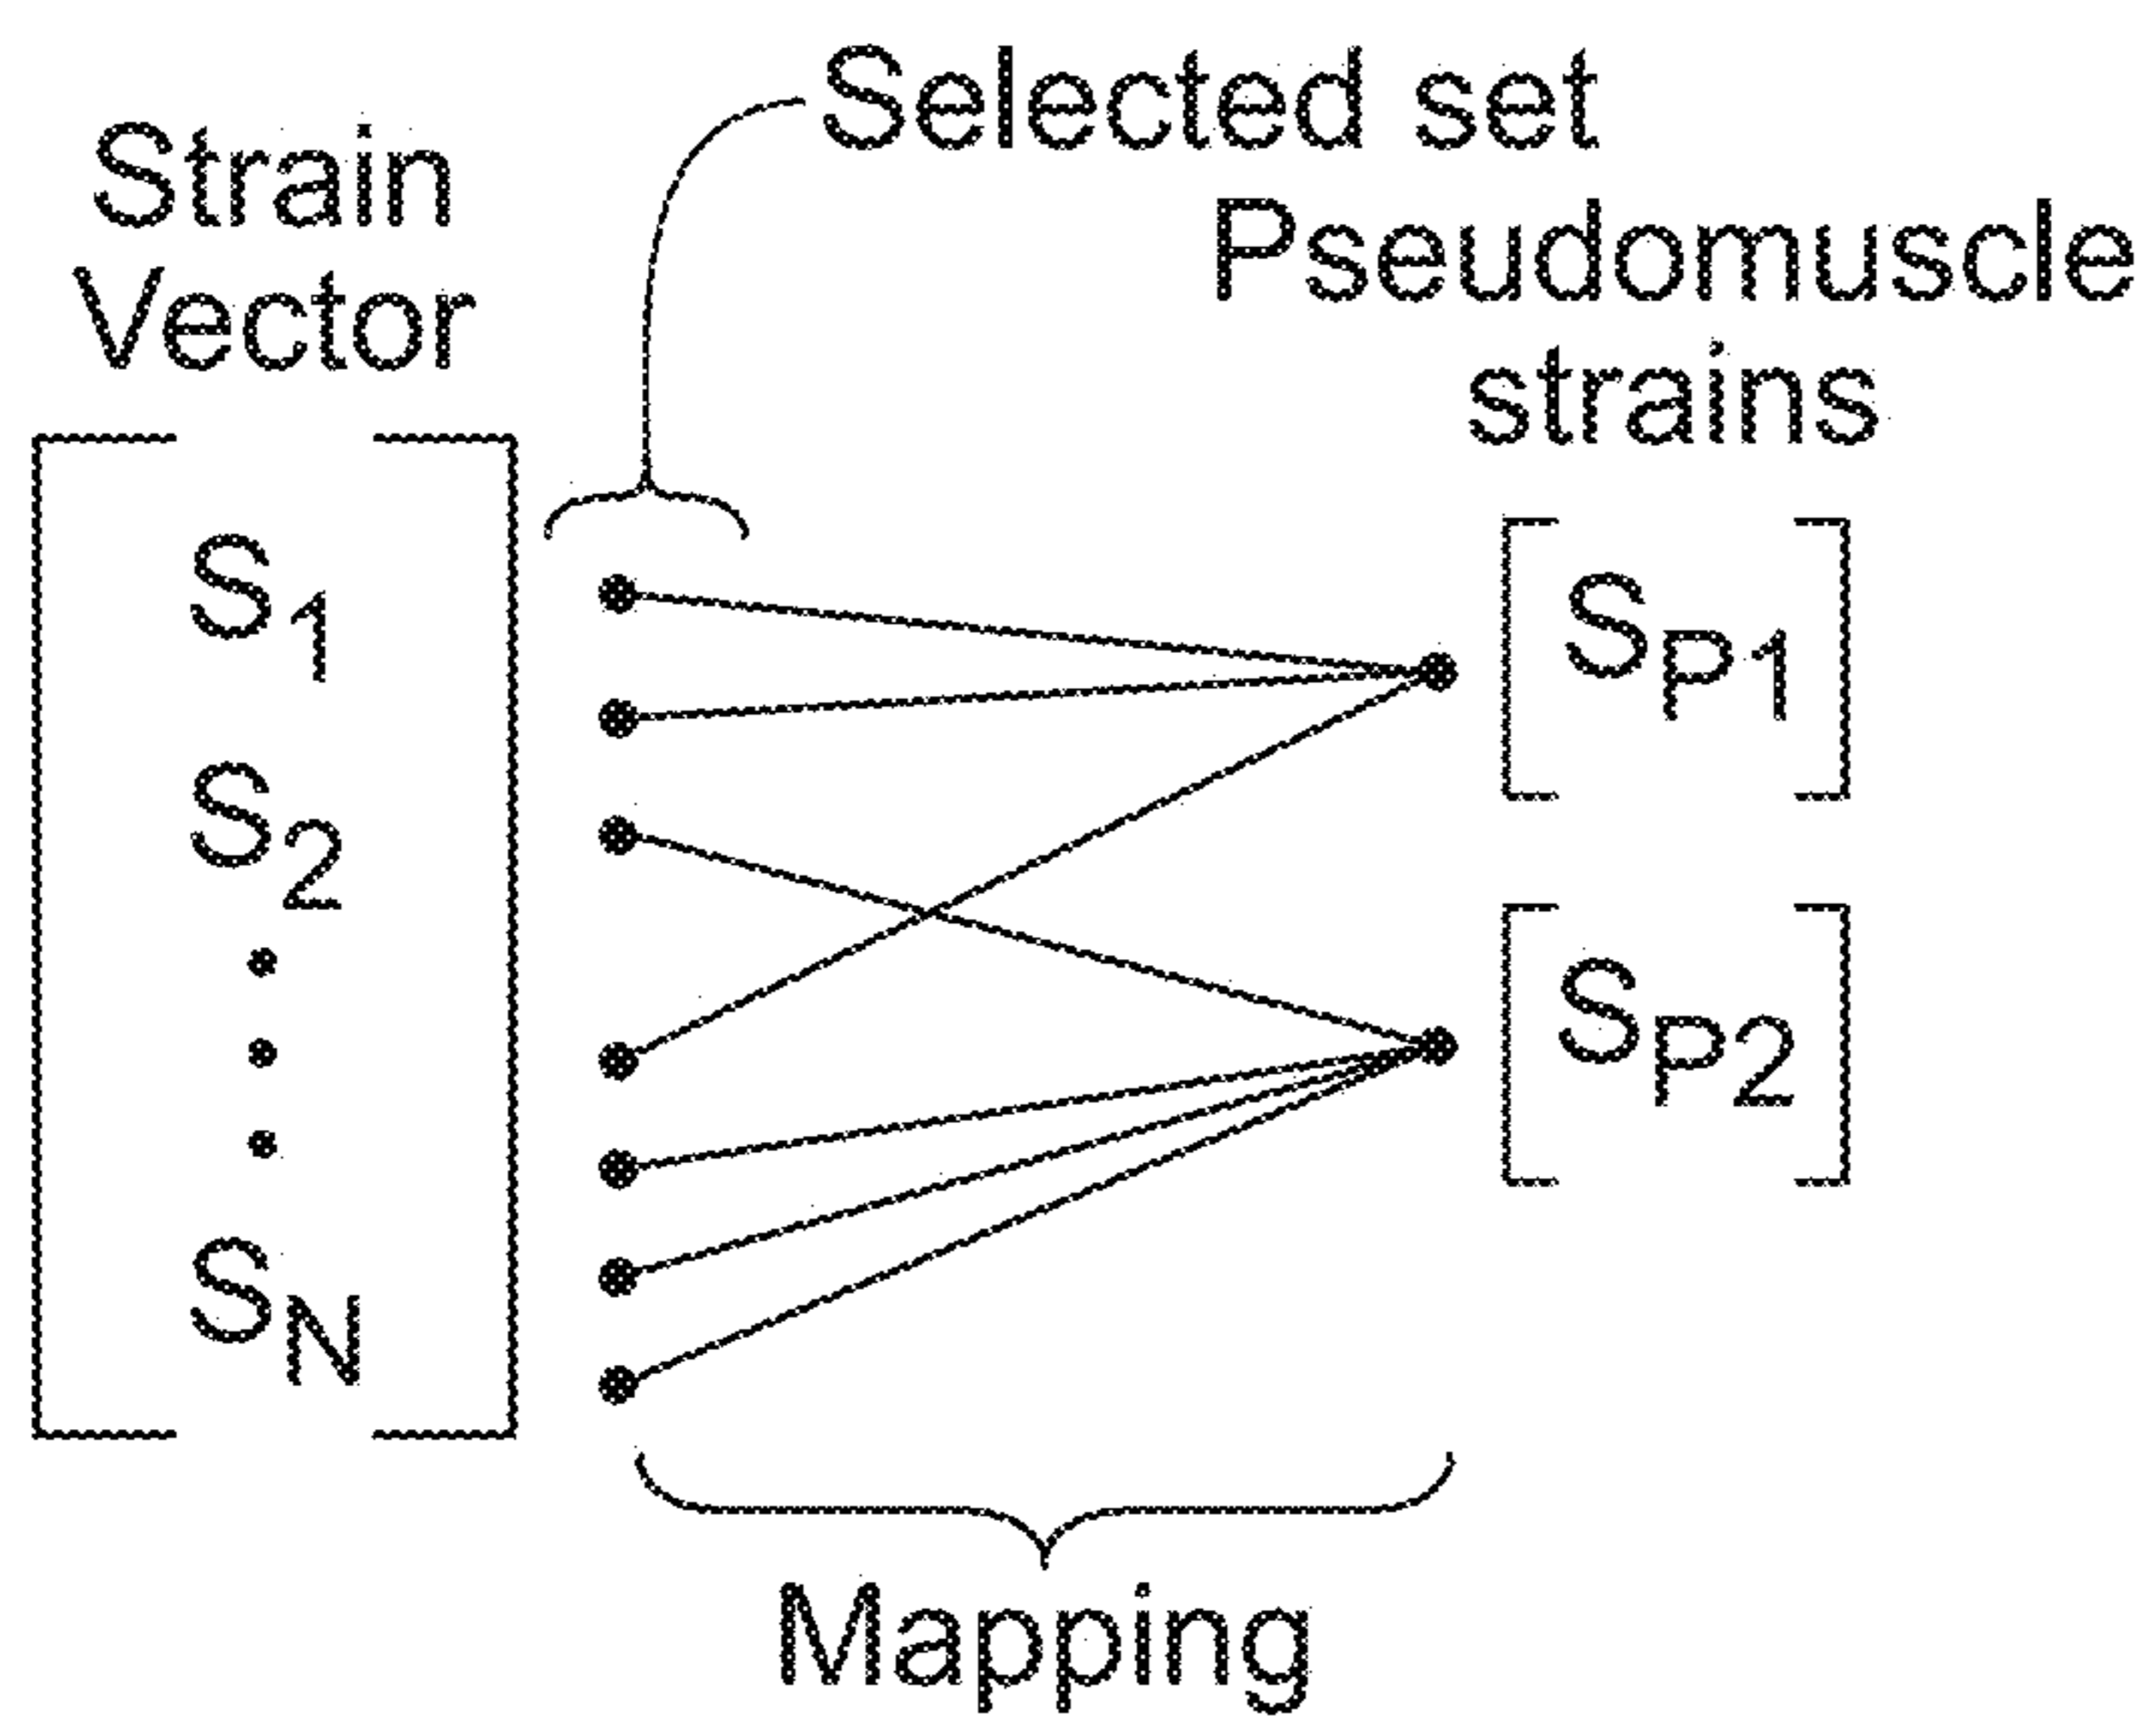 Selected set
Strain
Vector
Pseudomuscle
strains
S1
S2
SN
SP1
SP2
Mapping